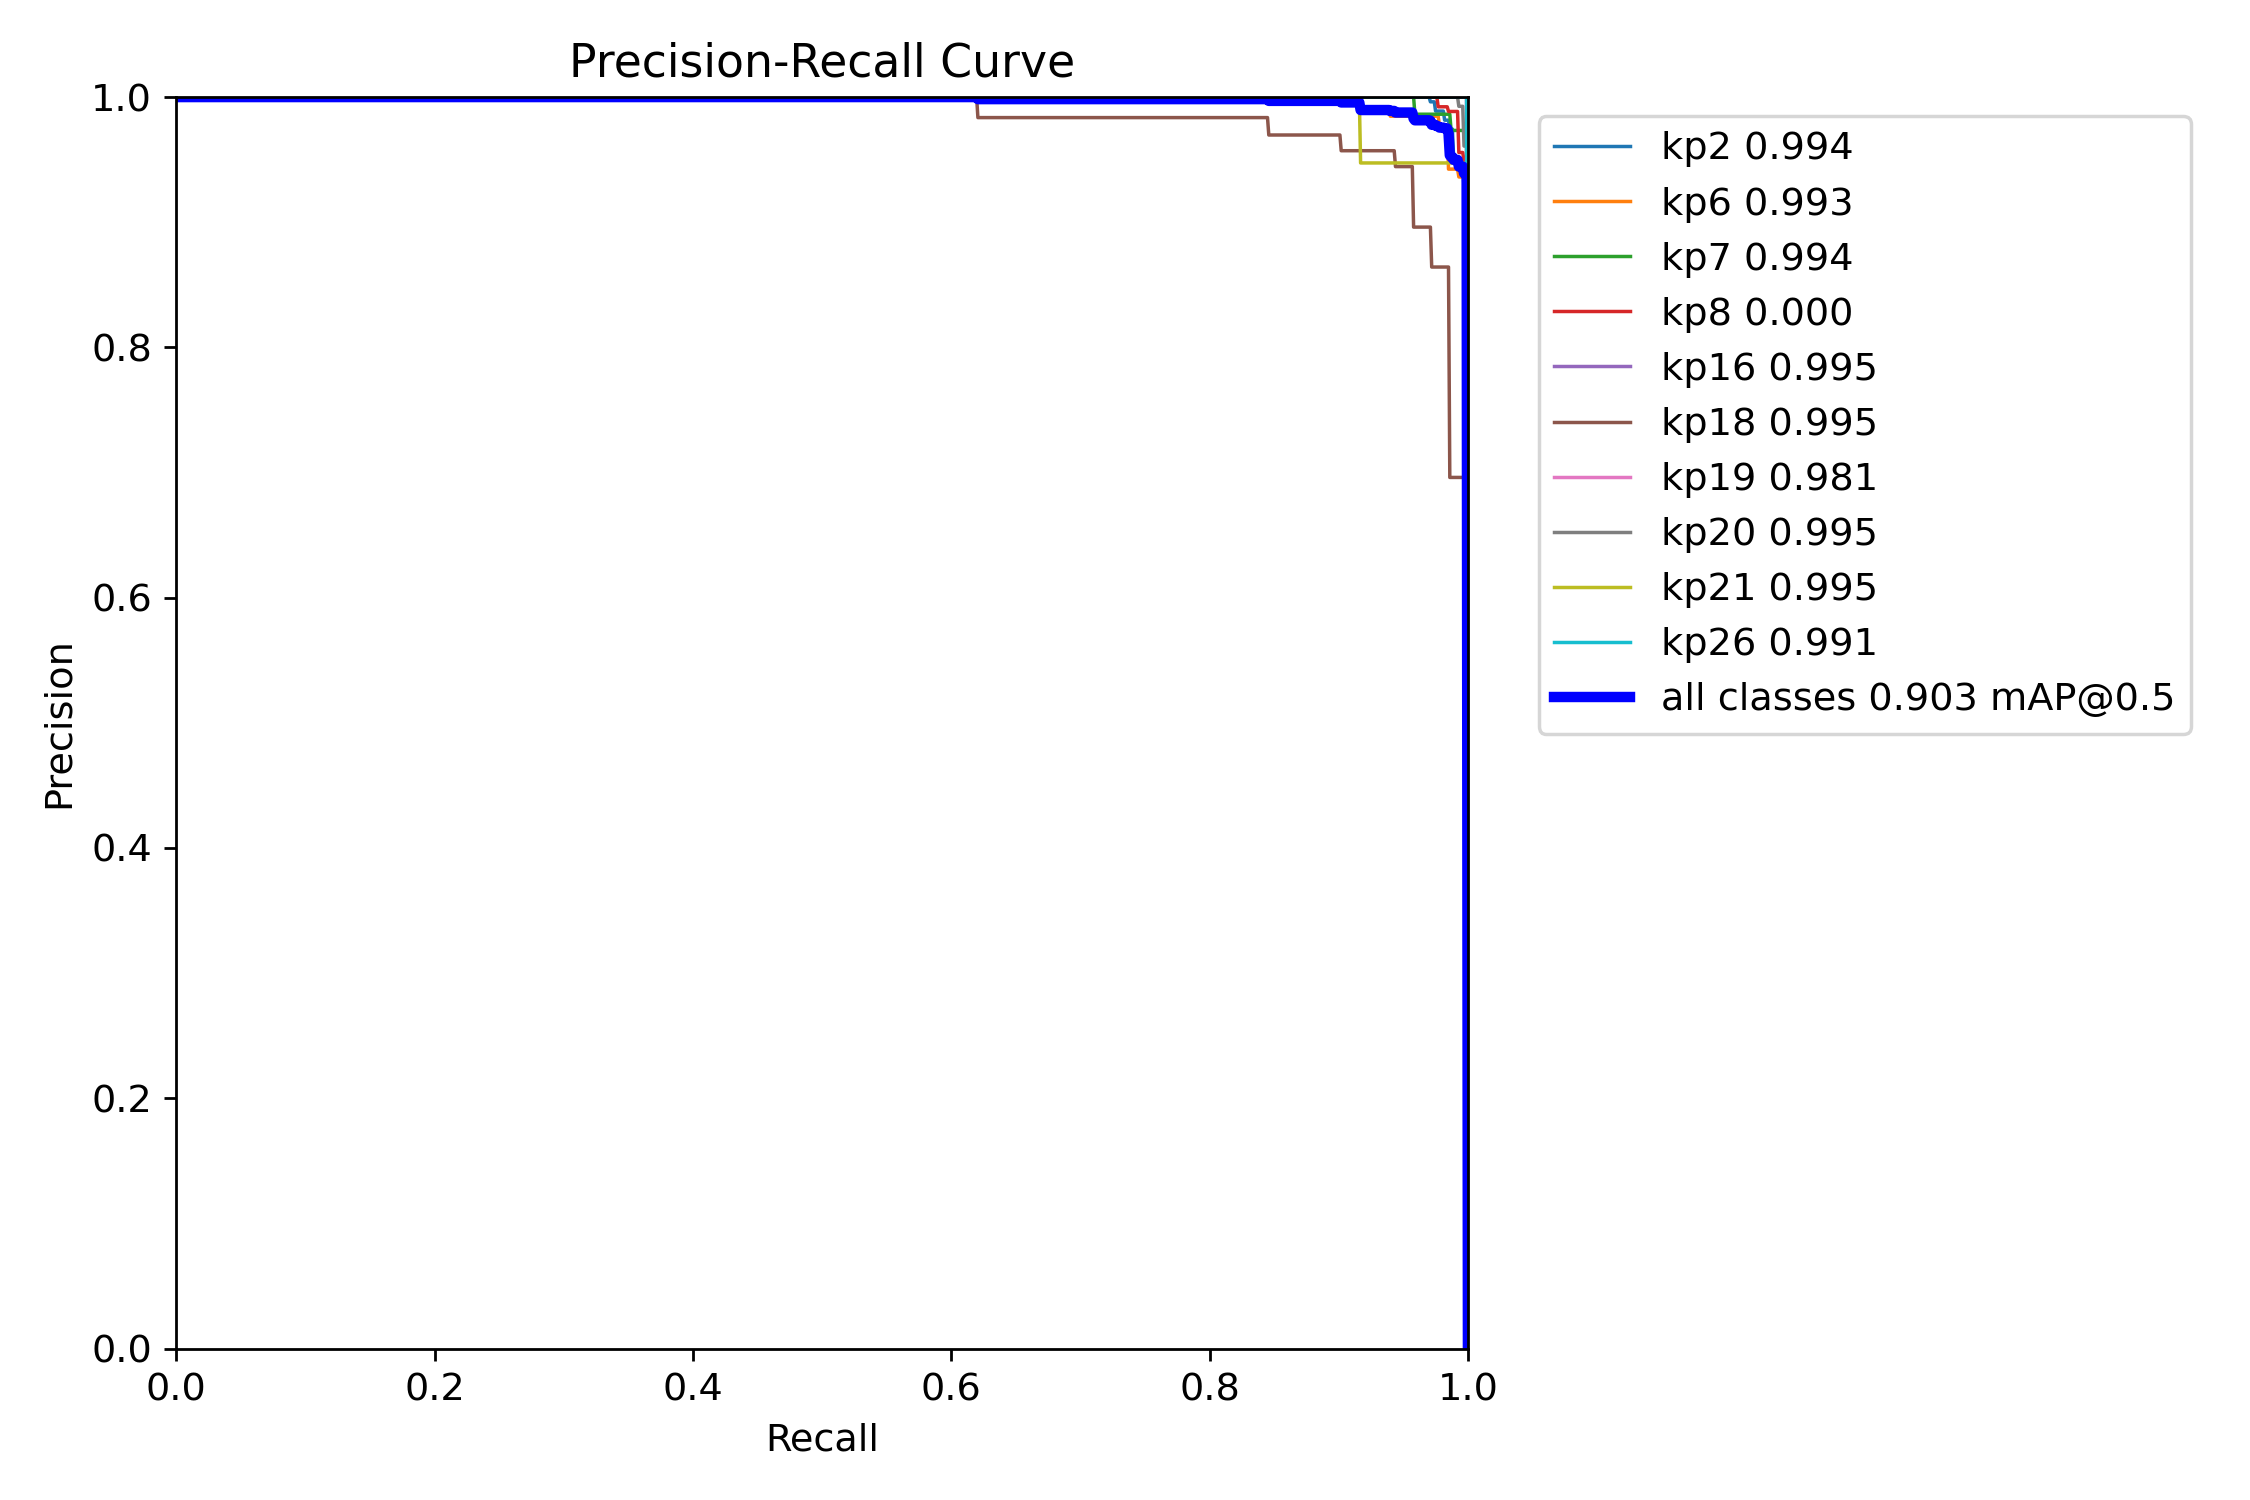 Precision-Recall Curve
1.0
0.8
0.6
0.4
0.2
0.0
Precision
0.0 0.2 0.4 0.6 0.8 1.0
Recall
kp2 0.994
kp6 0.993
kp7 0.994
kp8 0.000
kp16 0.995
kp18 0.995
kp19 0.981
kp20 0.995
kp21 0.995
kp26 0.991
all classes 0.903 mAP@0.5